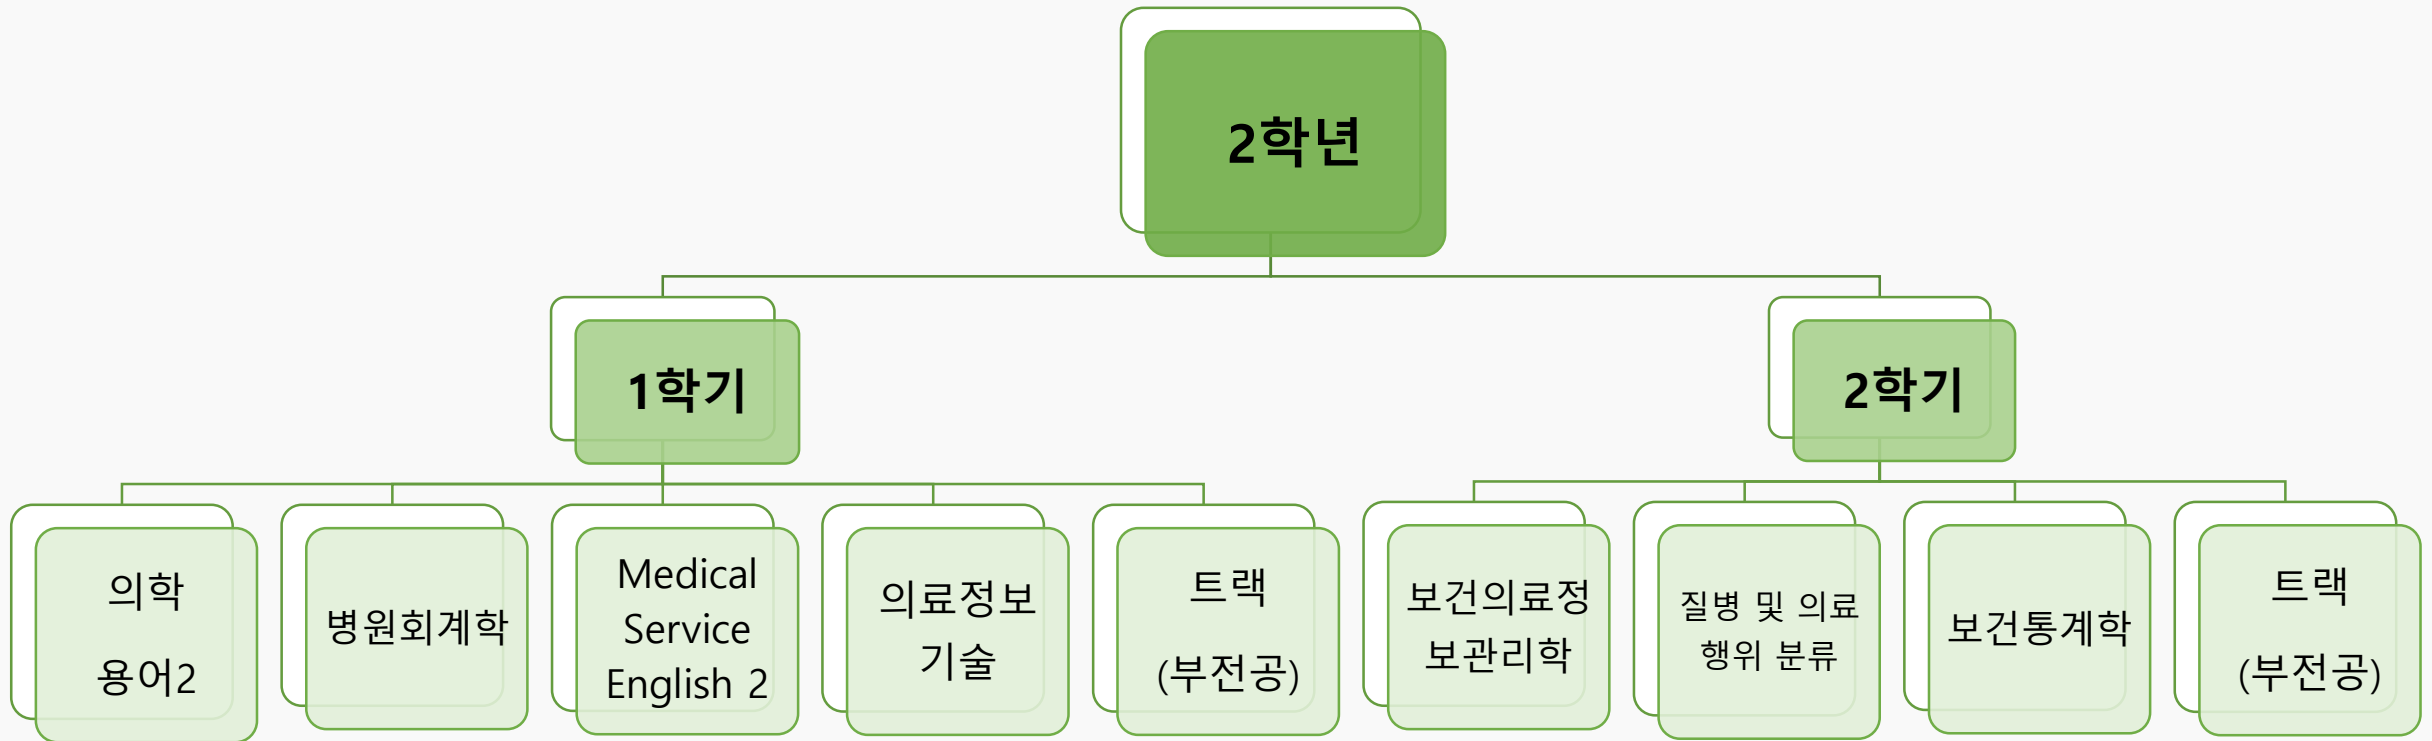 2학년
1학기
2학기
의학
용어2
병원회계학
Medical
Service
English 2
의료정보
기술
트랙
(부전공)
보건의료정
보관리학
질병 및 의료
행위 분류
보건통계학
트랙
(부전공)